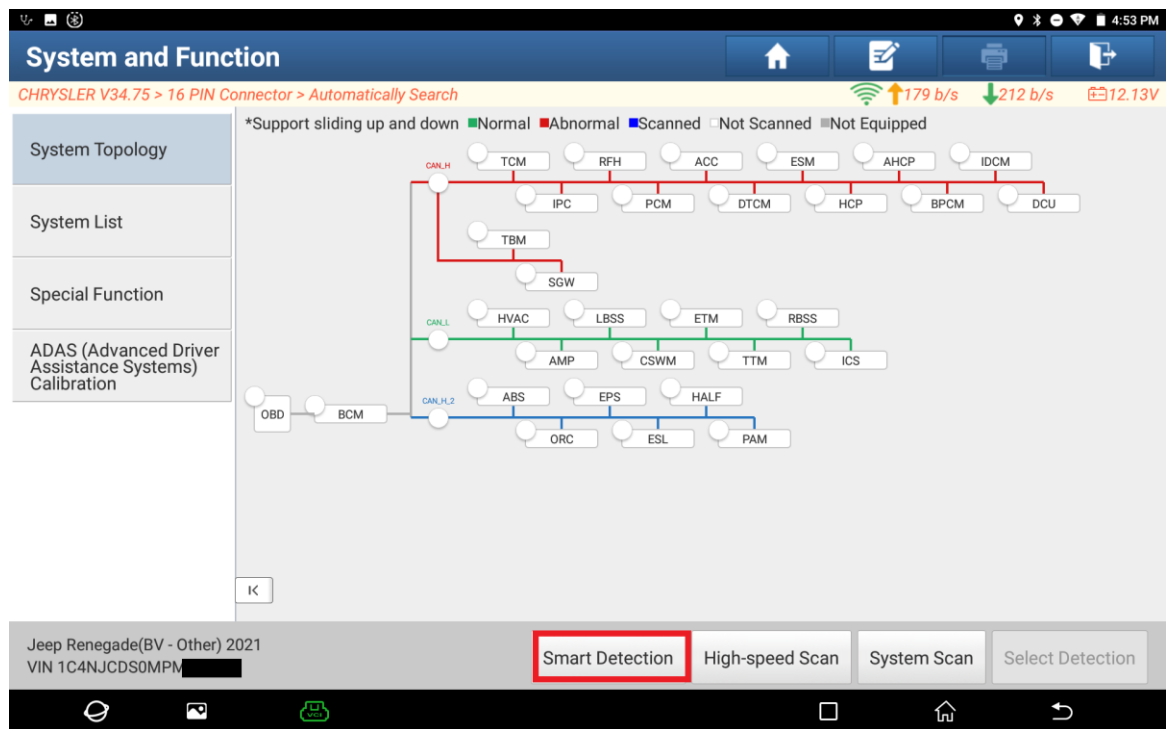 4:53 PM
System and Function
CHRYSLER V34.75 > 16 PIN Connector > Automatically Search
179 b/s 212 b/s 12.13V
System Topology
System List
Special Function
ADAS (Advanced Driver
Assistance Systems)
Calibration
*Support sliding up and down Normal Abnormal Scanned Not Scanned Not Equipped
CAN_H
TCM RFH ACC ESM AHCP IDCM
IPC PCM DTCM HCP BPCM DCU
TBM
SGW
CAN_L
HVAC LBSS ETM RBSS
AMP CSWM TTM ICS
OBD BCM
CAN_H_2
ABS EPS HALF
ORC ESL PAM
Jeep Renegade(BV - Other) 2021
VIN 1C4NJCDS0MPM
Smart Detection High-speed Scan System Scan Select Detection
VCI